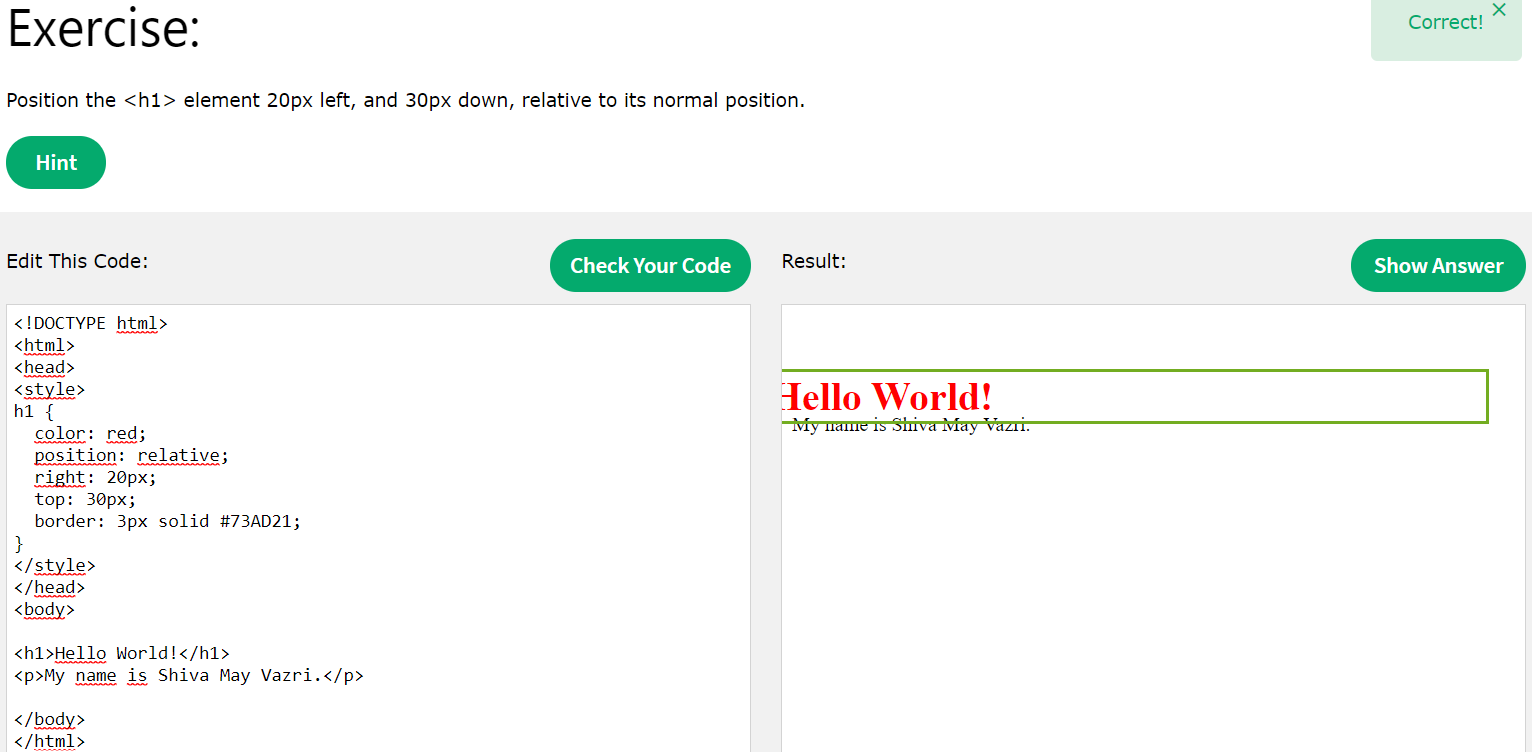 Exercise:
Correct! ×
Position the <h1> element 20px left, and 30px down, relative to its normal position.
Hint
Edit This Code:
Check Your Code
Result:
Show Answer
<!DOCTYPE html>
<html>
<head>
<style>
h1 {
  color: red;
  position: relative;
  right: 20px;
  top: 30px;
  border: 3px solid #73AD21;
}
</style>
</head>
<body>

<h1>Hello World!</h1>
<p>My name is Shiva May Vazri.</p>

</body>
</html>
Hello World!
My name is Shiva May Vazri.